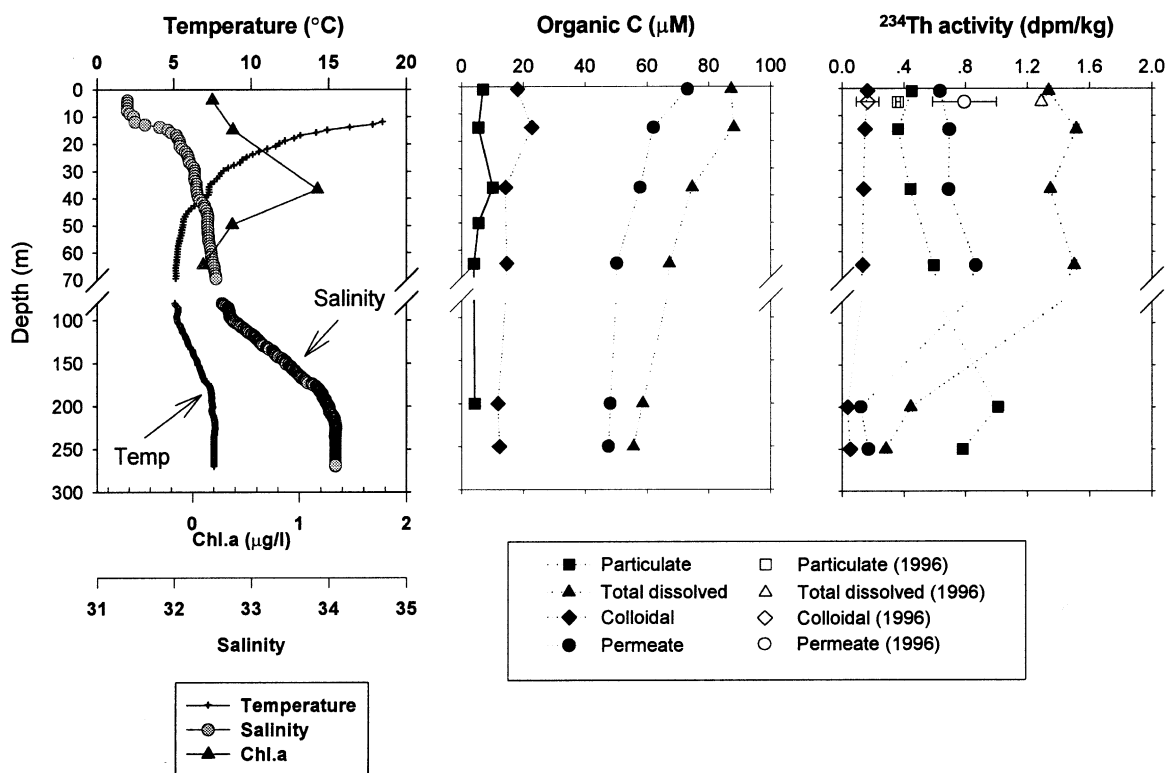 Temperature (°C)
0 5 10 15 20
Organic C (μM)
0 20 40 60 80 100
²³⁴Th activity (dpm/kg)
0.0 .4 .8 1.2 1.6 2.0
Depth (m)
0
10
20
30
40
50
60
70
100
150
200
250
300
Salinity
Temp
0 1 2
Chl.a (μg/l)
31 32 33 34 35
Salinity
Temperature
Salinity
Chl.a
Particulate
Total dissolved
Colloidal
Permeate
Particulate (1996)
Total dissolved (1996)
Colloidal (1996)
Permeate (1996)